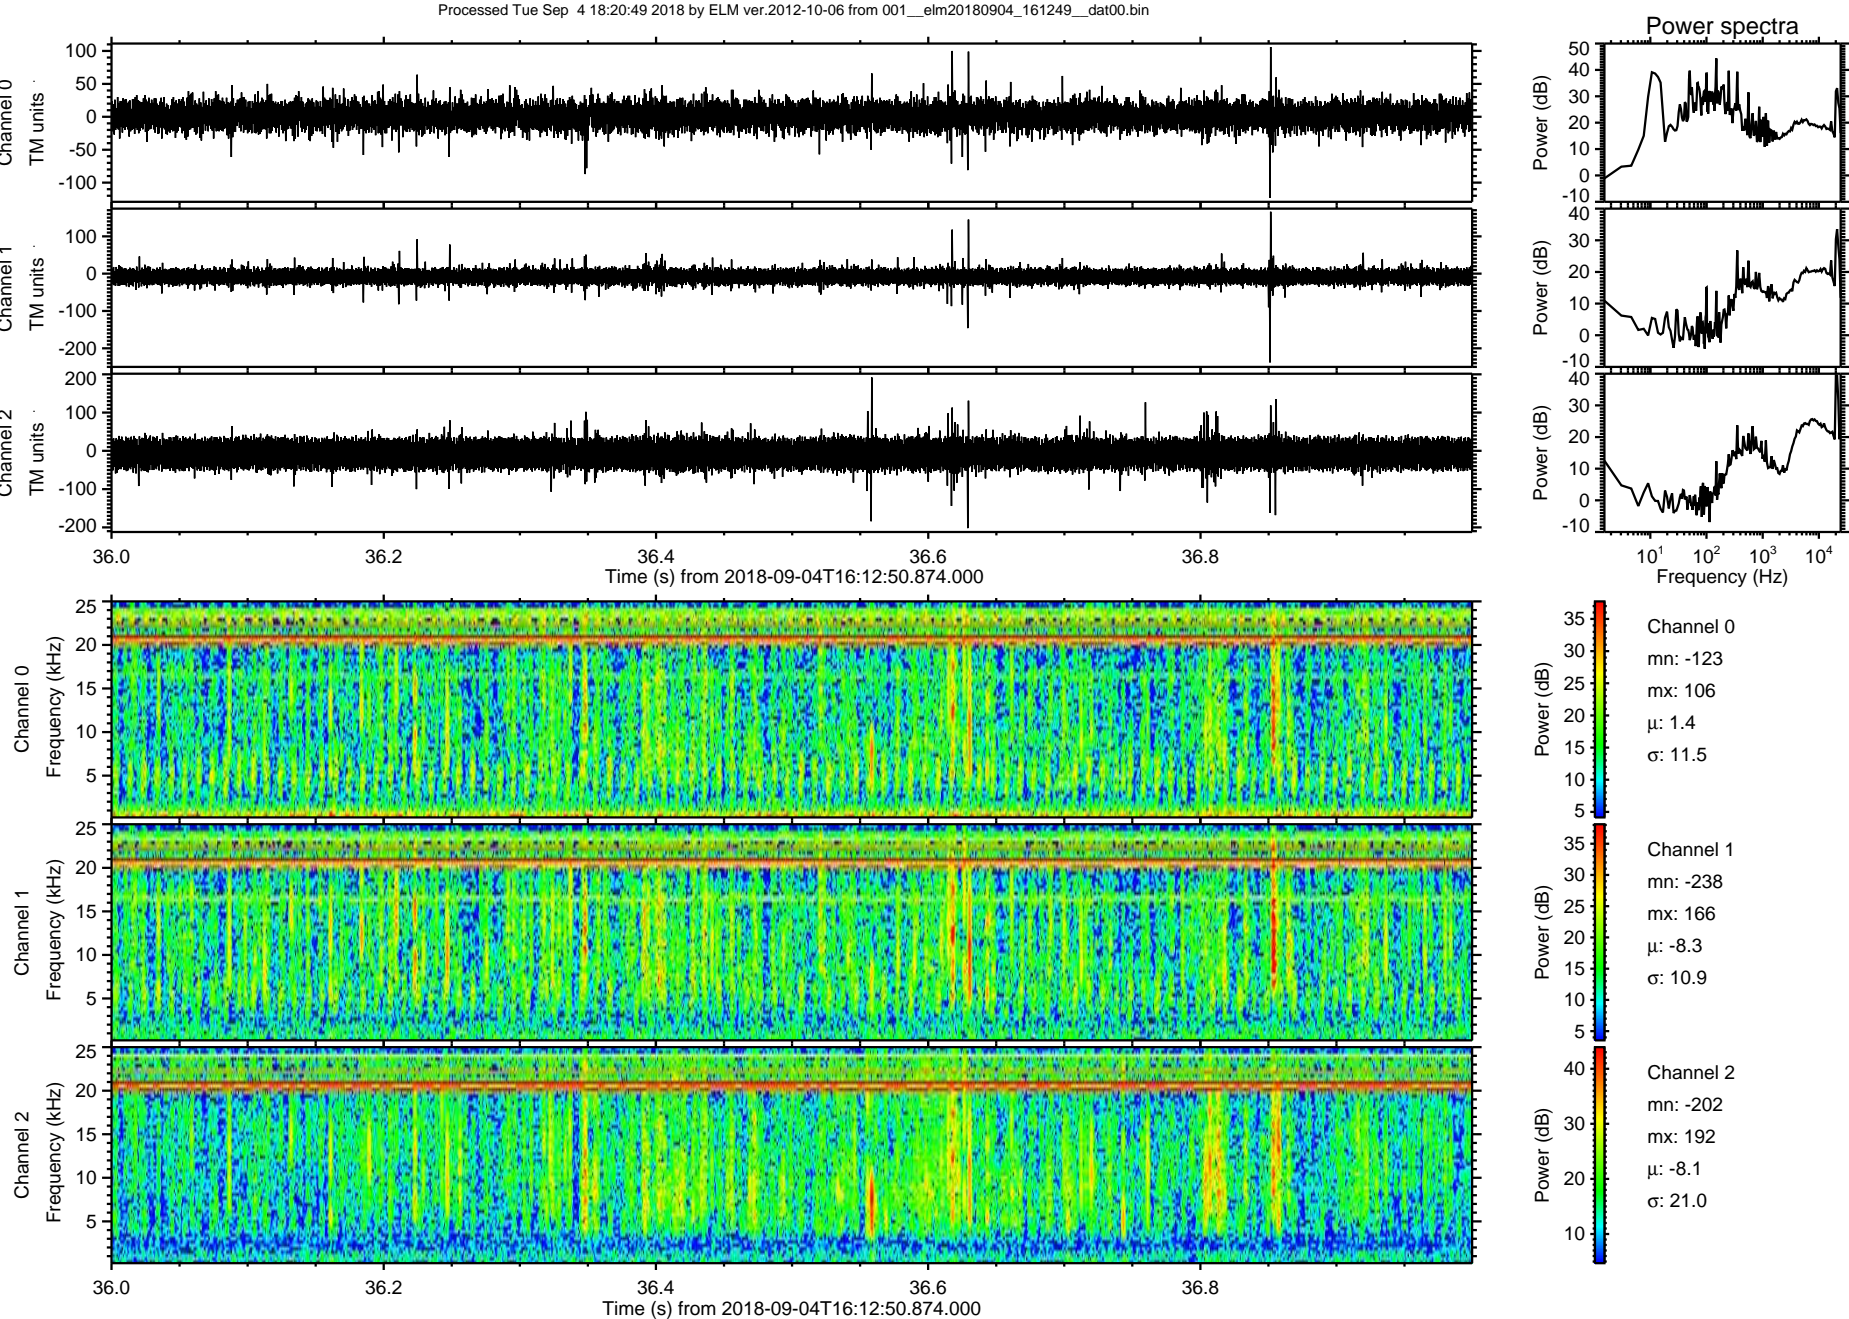 Processed Tue Sep 4 18:20:49 2018 by ELM ver.2012-10-06 from 001__elm20180904_161249__dat00.bin
Power spectra
Channel 0
TM units
100
50
0
-50
-100
Power (dB)
50
40
30
20
10
0
-10
Channel 1
TM units
100
0
-100
-200
Power (dB)
40
30
20
10
0
-10
Channel 2
TM units
200
100
0
-100
-200
Power (dB)
40
30
20
10
0
-10
36.0 36.2 36.4 36.6 36.8
Time (s) from 2018-09-04T16:12:50.874.000
10¹ 10² 10³ 10⁴
Frequency (Hz)
Channel 0
Frequency (kHz)
25
20
15
10
5
Power (dB)
35
30
25
20
15
10
5
Channel 0
mn: -123
mx: 106
μ: 1.4
σ: 11.5
Channel 1
Frequency (kHz)
25
20
15
10
5
Power (dB)
35
30
25
20
15
10
5
Channel 1
mn: -238
mx: 166
μ: -8.3
σ: 10.9
Channel 2
Frequency (kHz)
25
20
15
10
5
Power (dB)
40
30
20
10
Channel 2
mn: -202
mx: 192
μ: -8.1
σ: 21.0
36.0 36.2 36.4 36.6 36.8
Time (s) from 2018-09-04T16:12:50.874.000